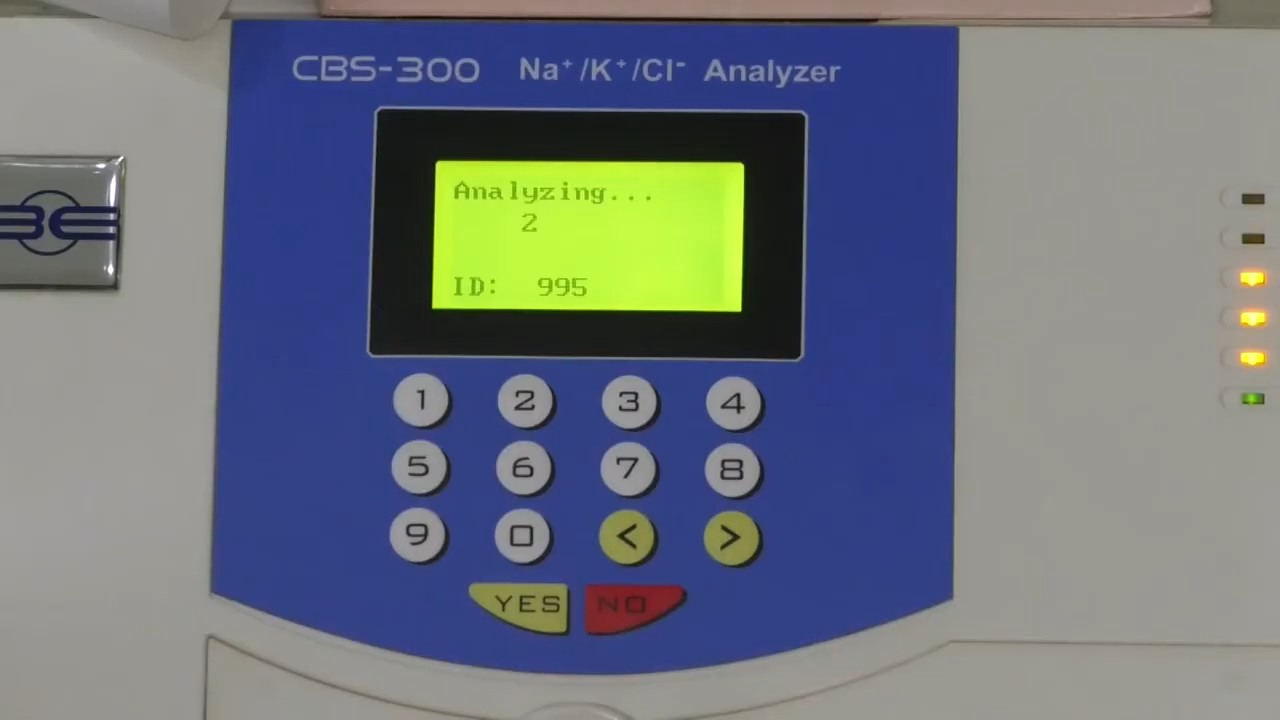 CBS-300 Na⁺/K⁺/Cl⁻ Analyzer
Analyzing...
2
ID: 995
1 2 3 4
5 6 7 8
9 0 < >
YES NO